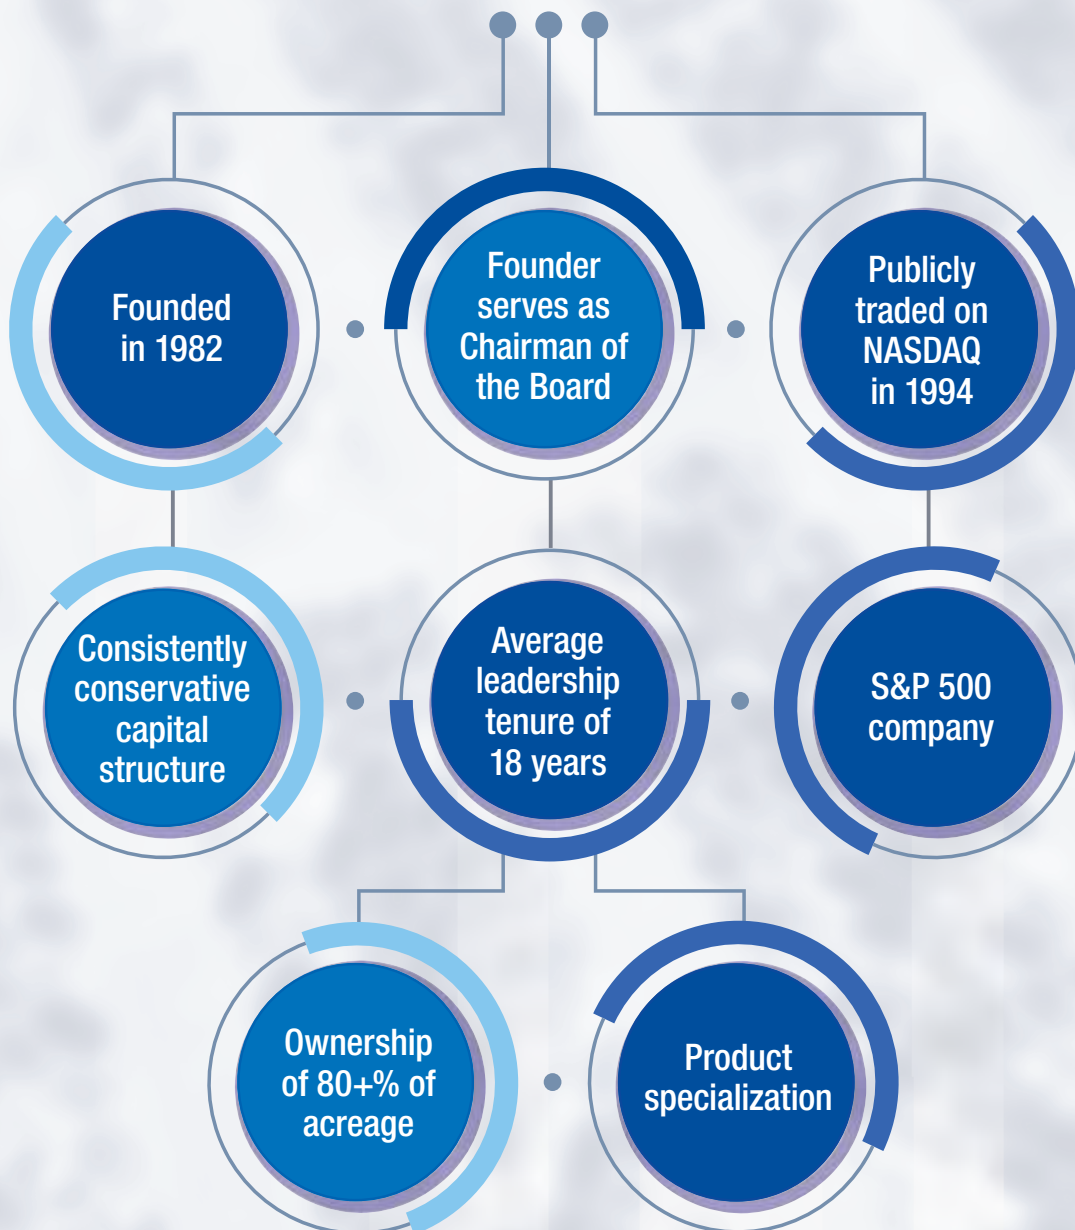 Founded
in 1982
Founder
serves as
Chairman of
the Board
Publicly
traded on
NASDAQ
in 1994
Consistently
conservative
capital
structure
Average
leadership
tenure of
18 years
S&P 500
company
Ownership
of 80+% of
acreage
Product
specialization